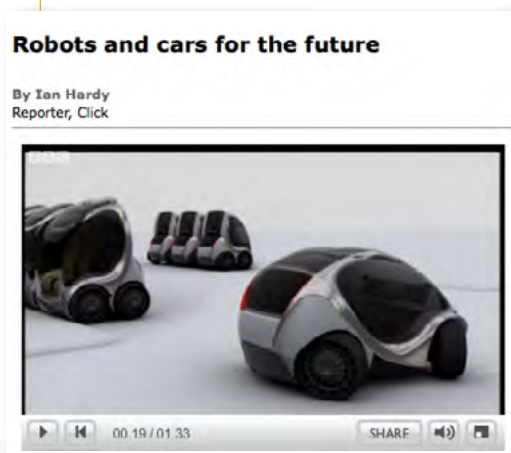 Robots and cars for the future
By Ian Hardy
Reporter, Click
BBC
00.19 / 01 33
SHARE